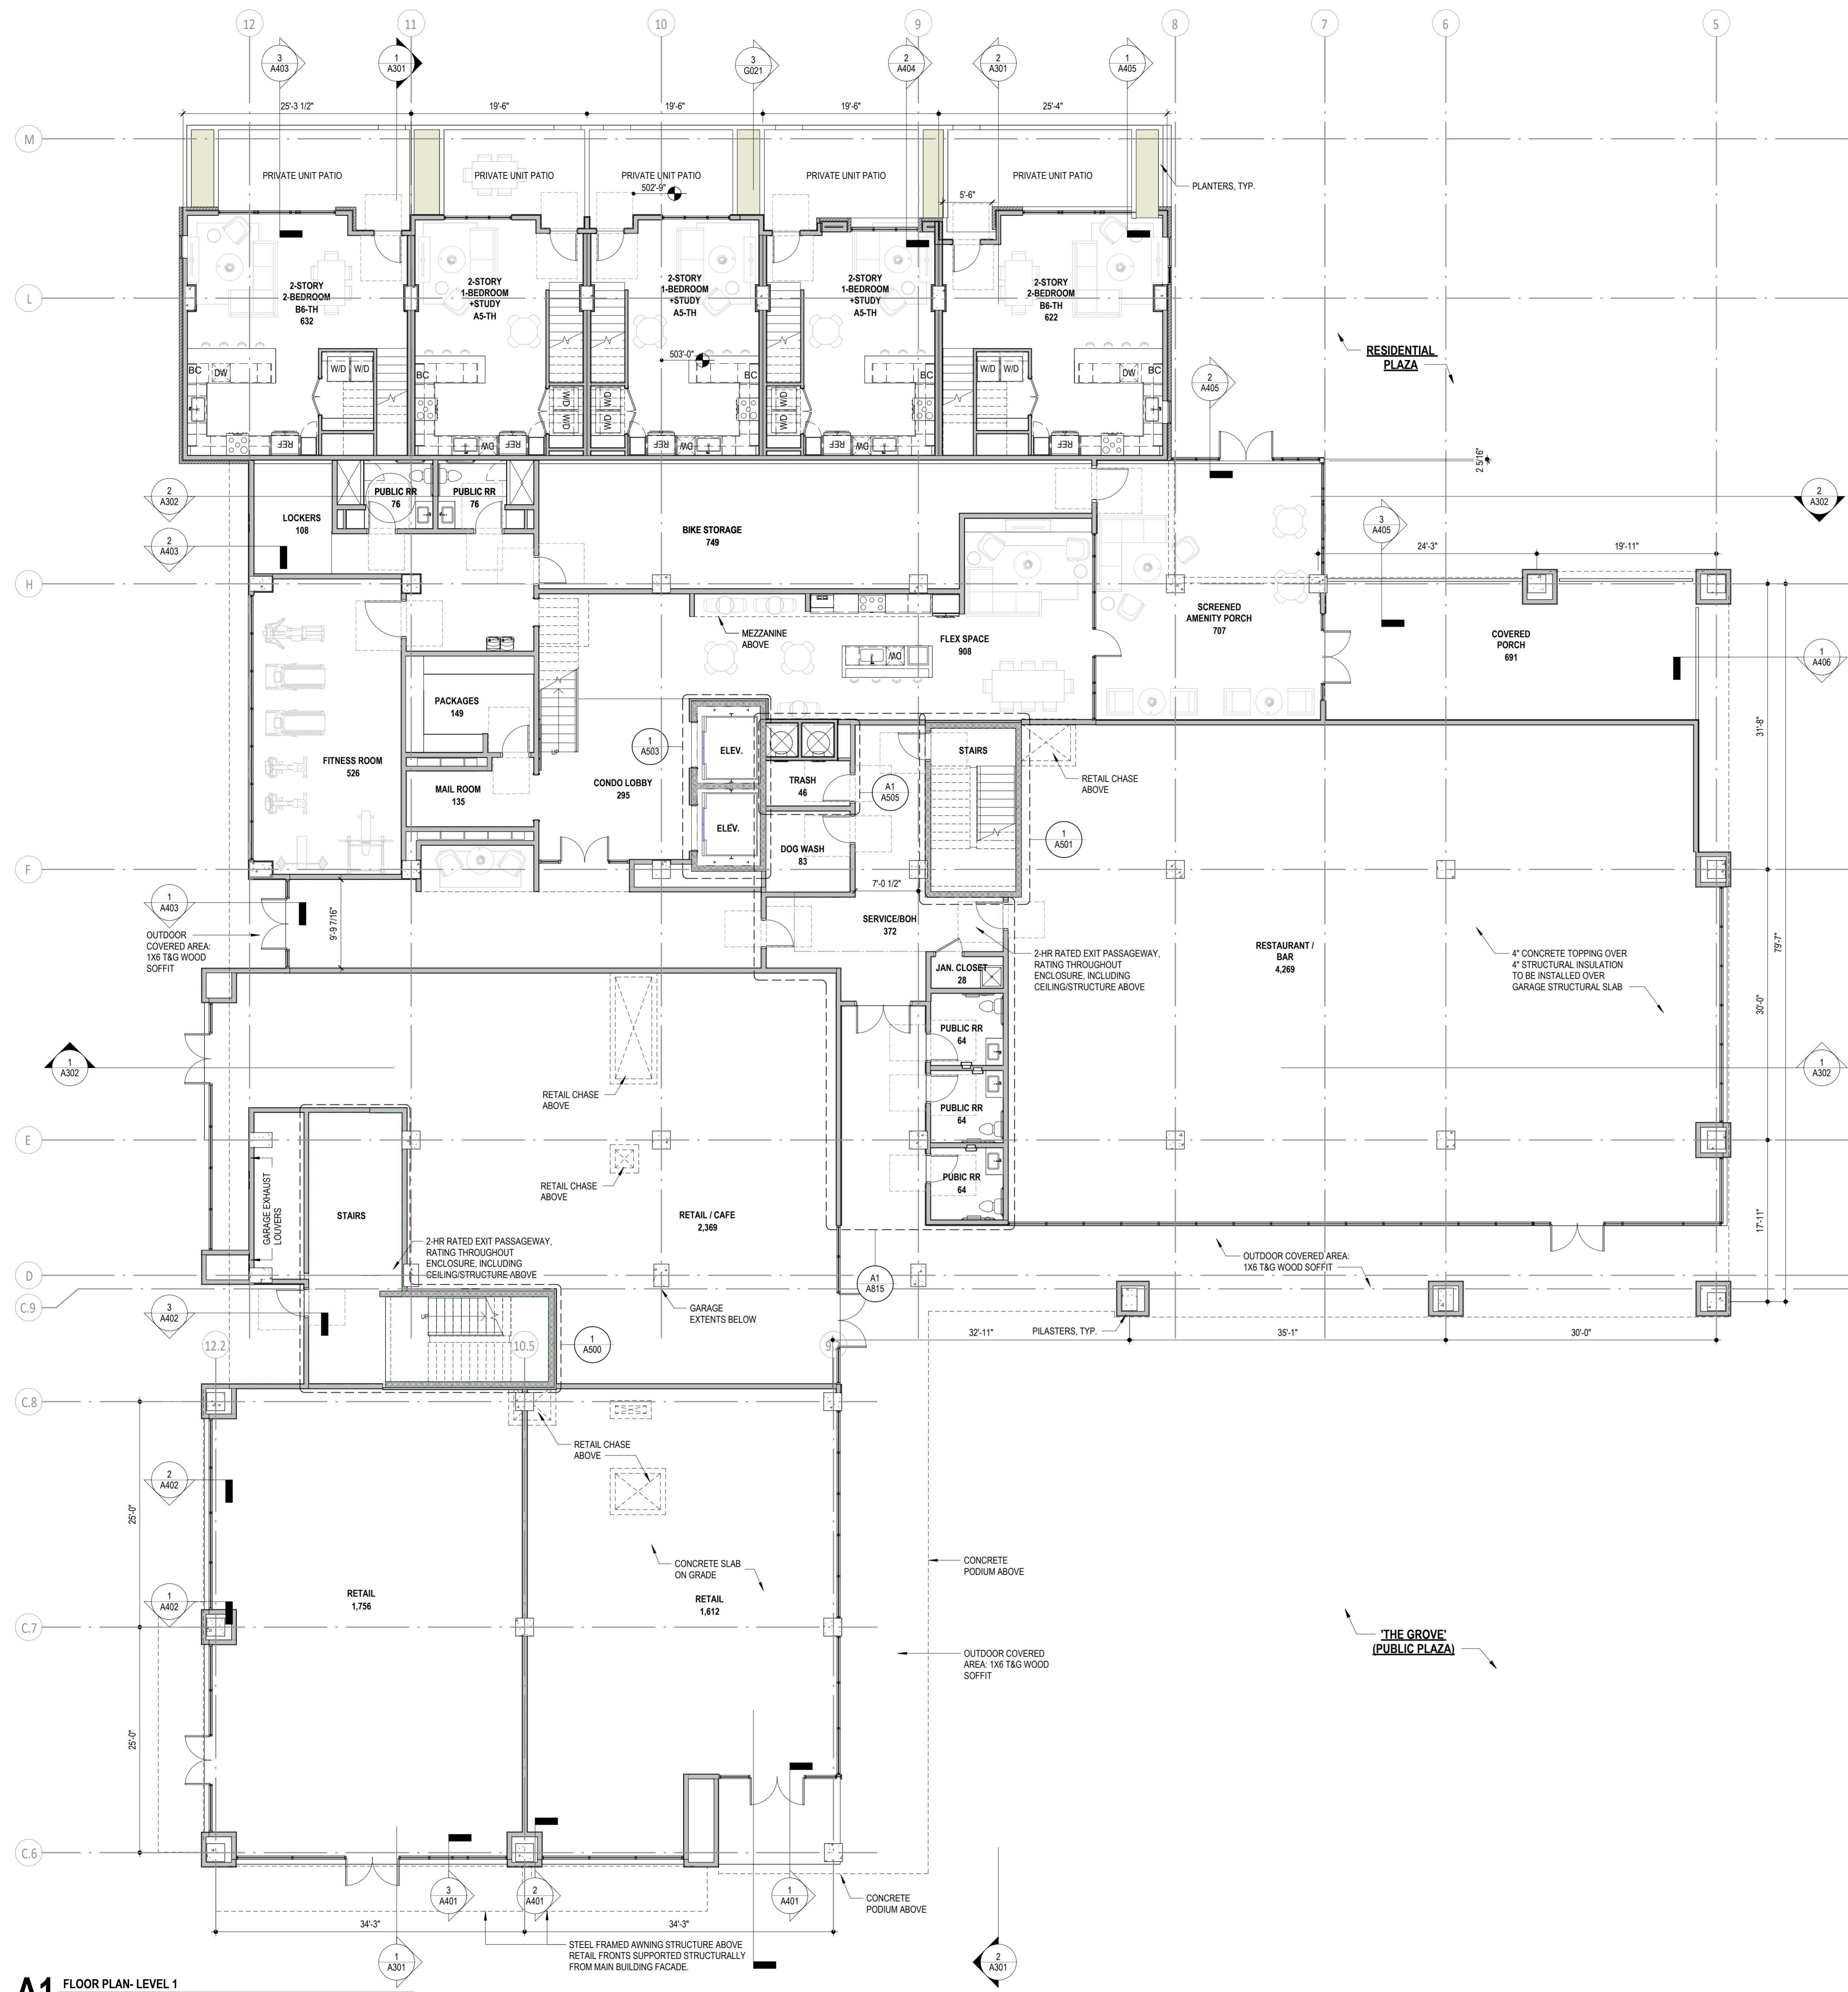 12
11
10
9
8
7
6
5
3
A403
1
A301
3
G021
2
A404
2
A301
1
A405
25'-3 1/2"
19'-6"
19'-6"
19'-6"
25'-4"
M
PRIVATE UNIT PATIO
PRIVATE UNIT PATIO
PRIVATE UNIT PATIO
PRIVATE UNIT PATIO
PRIVATE UNIT PATIO
PLANTERS, TYP.
502'-9"
5'-6"
L
2-STORY
2-BEDROOM
B6-TH
632
2-STORY
1-BEDROOM
+STUDY
A5-TH
2-STORY
1-BEDROOM
+STUDY
A5-TH
2-STORY
1-BEDROOM
+STUDY
A5-TH
2-STORY
2-BEDROOM
B6-TH
622
RESIDENTIAL
PLAZA
503'-0"
2
A405
BC
DW
W/D
W/D
BC
W/D
W/D
W/D
W/D
BC
W/D
W/D
BC
W/D
W/D
DW
BC
REF
DW
REF
REF
DW
REF
DW
REF
2 5/16"
2
A302
PUBLIC RR
76
PUBLIC RR
76
LOCKERS
108
BIKE STORAGE
749
2
A302
2
A403
3
A405
24'-3"
19'-11"
H
SCREENED
AMENITY PORCH
707
MEZZANINE
ABOVE
FLEX SPACE
908
DW
COVERED
PORCH
691
1
A406
PACKAGES
149
1
A503
ELEV.
STAIRS
31'-8"
UP
FITNESS ROOM
526
MAIL ROOM
135
CONDO LOBBY
295
TRASH
46
A1
A505
RETAIL CHASE
ABOVE
ELEV.
DOG WASH
83
1
A501
F
7'-0 1/2"
1
A403
OUTDOOR
COVERED AREA:
1X6 T&G WOOD
SOFFIT
9'-9 7/16"
SERVICE/BOH
372
2-HR RATED EXIT PASSAGEWAY,
RATING THROUGHOUT
ENCLOSURE, INCLUDING
CEILING/STRUCTURE ABOVE
RESTAURANT /
BAR
4,269
4" CONCRETE TOPPING OVER
4" STRUCTURAL INSULATION
TO BE INSTALLED OVER
GARAGE STRUCTURAL SLAB
79'-7"
JAN. CLOSET
28
30'-0"
PUBLIC RR
64
1
A302
1
A302
RETAIL CHASE
ABOVE
PUBLIC RR
64
E
RETAIL CHASE
ABOVE
PUBIC RR
64
GARAGE EXHAUST
LOUVERS
STAIRS
RETAIL / CAFE
2,369
17'-11"
2-HR RATED EXIT PASSAGEWAY,
RATING THROUGHOUT
ENCLOSURE, INCLUDING
CEILING/STRUCTURE ABOVE
OUTDOOR COVERED AREA:
1X6 T&G WOOD SOFFIT
D
C.9
A1
A815
3
A402
UP
GARAGE
EXTENTS BELOW
PILASTERS, TYP.
32'-11"
35'-1"
30'-0"
12.2
10.5
9
1
A500
C.8
RETAIL CHASE
ABOVE
2
A402
25'-0"
CONCRETE SLAB
ON GRADE
CONCRETE
PODIUM ABOVE
RETAIL
1,756
RETAIL
1,612
1
A402
C.7
'THE GROVE'
(PUBLIC PLAZA)
OUTDOOR COVERED
AREA: 1X6 T&G WOOD
SOFFIT
25'-0"
C.6
3
A401
2
A401
1
A401
CONCRETE
PODIUM ABOVE
34'-3"
34'-3"
STEEL FRAMED AWNING STRUCTURE ABOVE
RETAIL FRONTS SUPPORTED STRUCTURALLY
FROM MAIN BUILDING FACADE.
1
A301
2
A301
A1
FLOOR PLAN- LEVEL 1